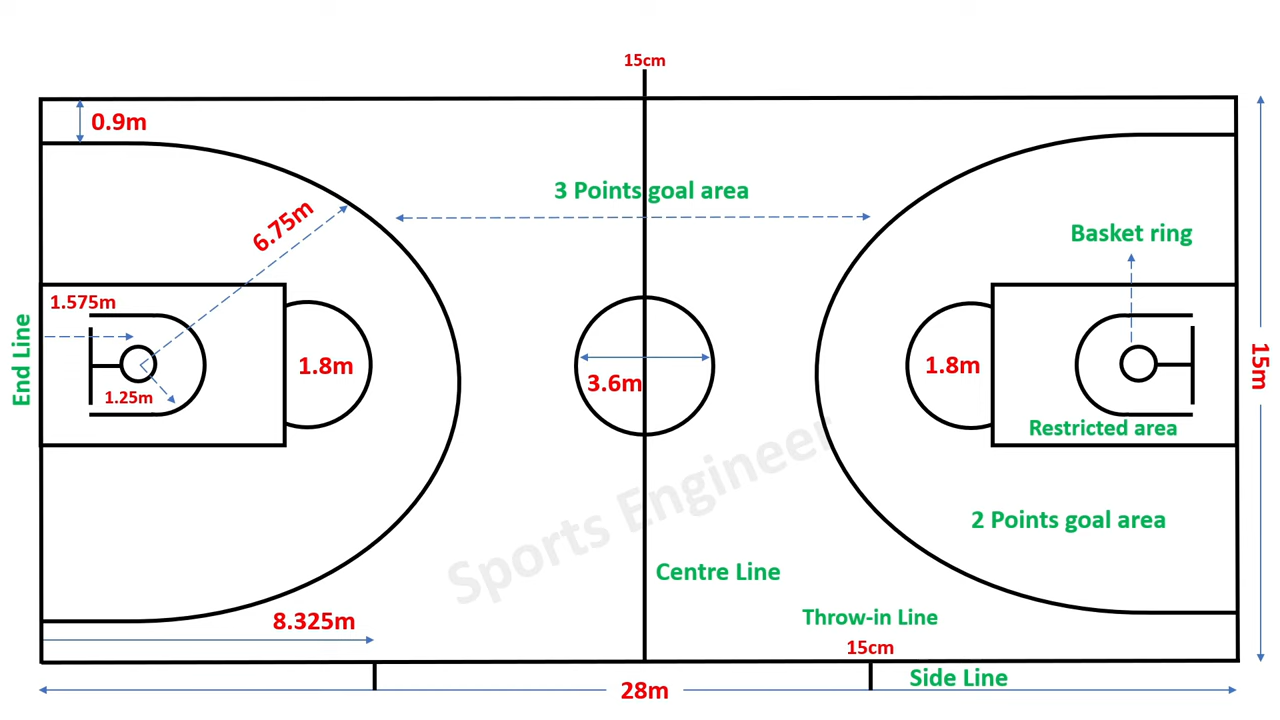 15cm
0.9m
3 Points goal area
6.75m
Basket ring
1.575m
End Line
1.8m
3.6m
1.8m
15m
1.25m
Restricted area
Sports Engineer
2 Points goal area
Centre Line
8.325m
Throw-in Line
15cm
Side Line
28m